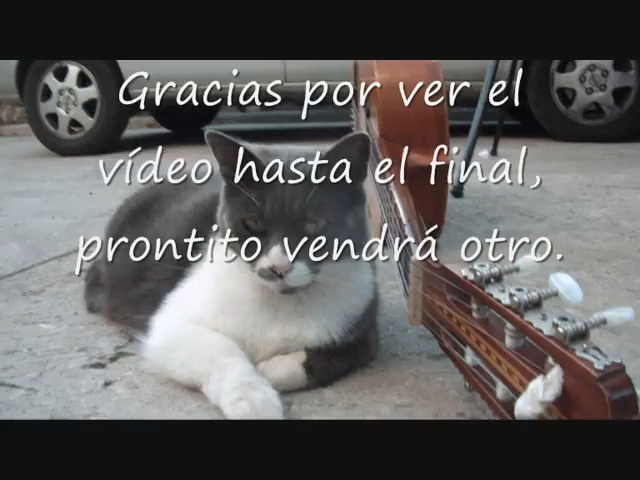 Gracias por ver el
vídeo hasta el final,
prontito vendrá otro.